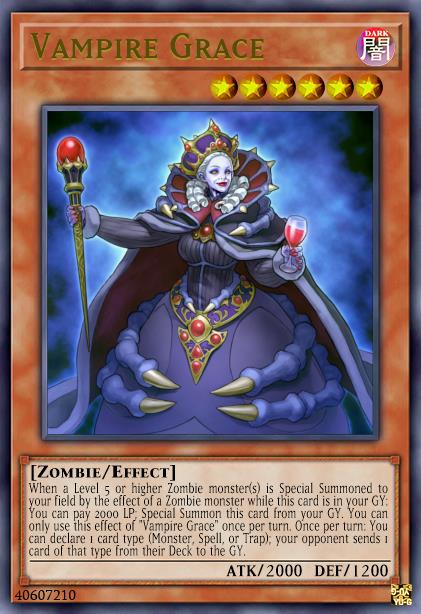 VAMPIRE GRACE
DARK
闇
[ZOMBIE/EFFECT]
When a Level 5 or higher Zombie monster(s) is Special Summoned to
your field by the effect of a Zombie monster while this card is in your GY:
You can pay 2000 LP; Special Summon this card from your GY. You can
only use this effect of "Vampire Grace" once per turn. Once per turn: You
can declare 1 card type (Monster, Spell, or Trap); your opponent sends 1
card of that type from their Deck to the GY.
ATK/2000 DEF/1200
40607210